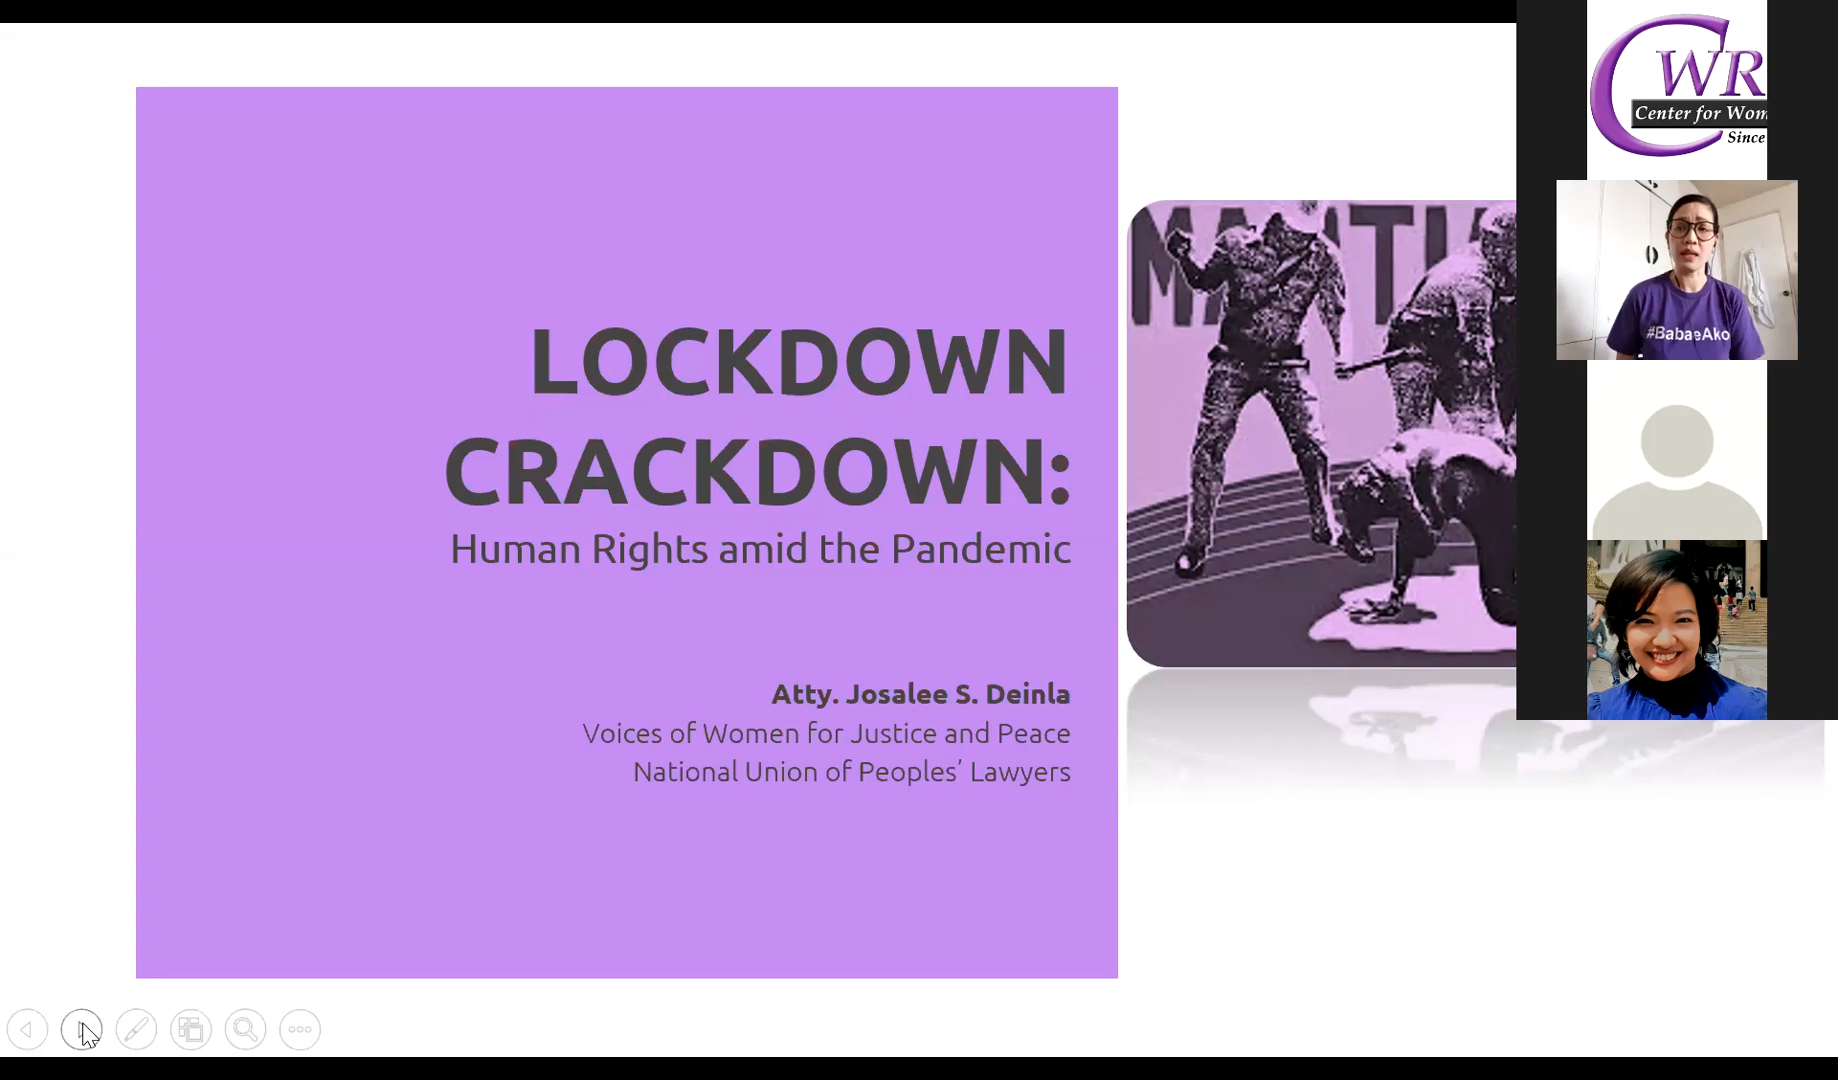 LOCKDOWN
CRACKDOWN:
Human Rights amid the Pandemic
Atty. Josalee S. Deinla
Voices of Women for Justice and Peace
National Union of Peoples’ Lawyers
CWR
Center for Wom
Since
#BabaeAko